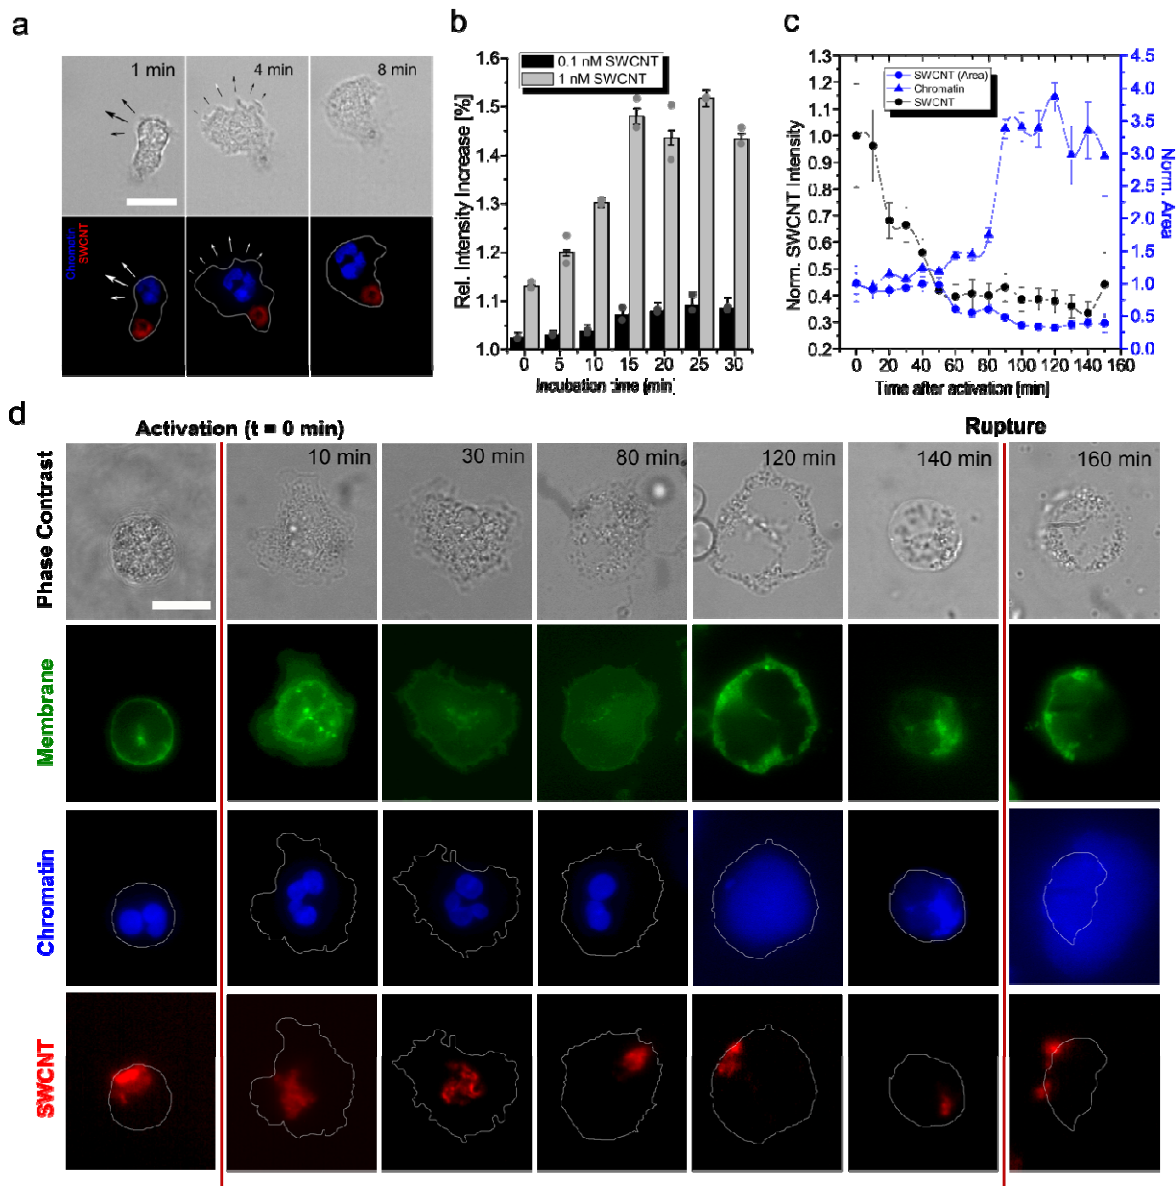 a
1 min
4 min
8 min
Chromatin
SWCNT
b
0.1 nM SWCNT
1 nM SWCNT
Rel. Intensity Increase [%]
1.6
1.5
1.4
1.3
1.2
1.1
1.0
0 5 10 15 20 25 30
Incubation time [min]
c
SWCNT (Area)
Chromatin
SWCNT
Norm. SWCNT Intensity
1.3
1.2
1.1
1.0
0.9
0.8
0.7
0.6
0.5
0.4
0.3
0.2
4.5
4.0
3.5
3.0
2.5
2.0
1.5
1.0
0.5
0.0
Norm. Area
0 20 40 60 80 100 120 140 160
Time after activation [min]
d
Activation (t = 0 min)
Rupture
Phase Contrast
10 min
30 min
80 min
120 min
140 min
160 min
Membrane
Chromatin
SWCNT